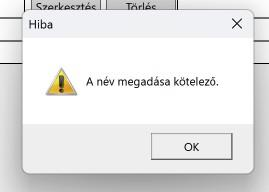 Szerkesztés Törlés
Hiba
A név megadása kötelező.
OK